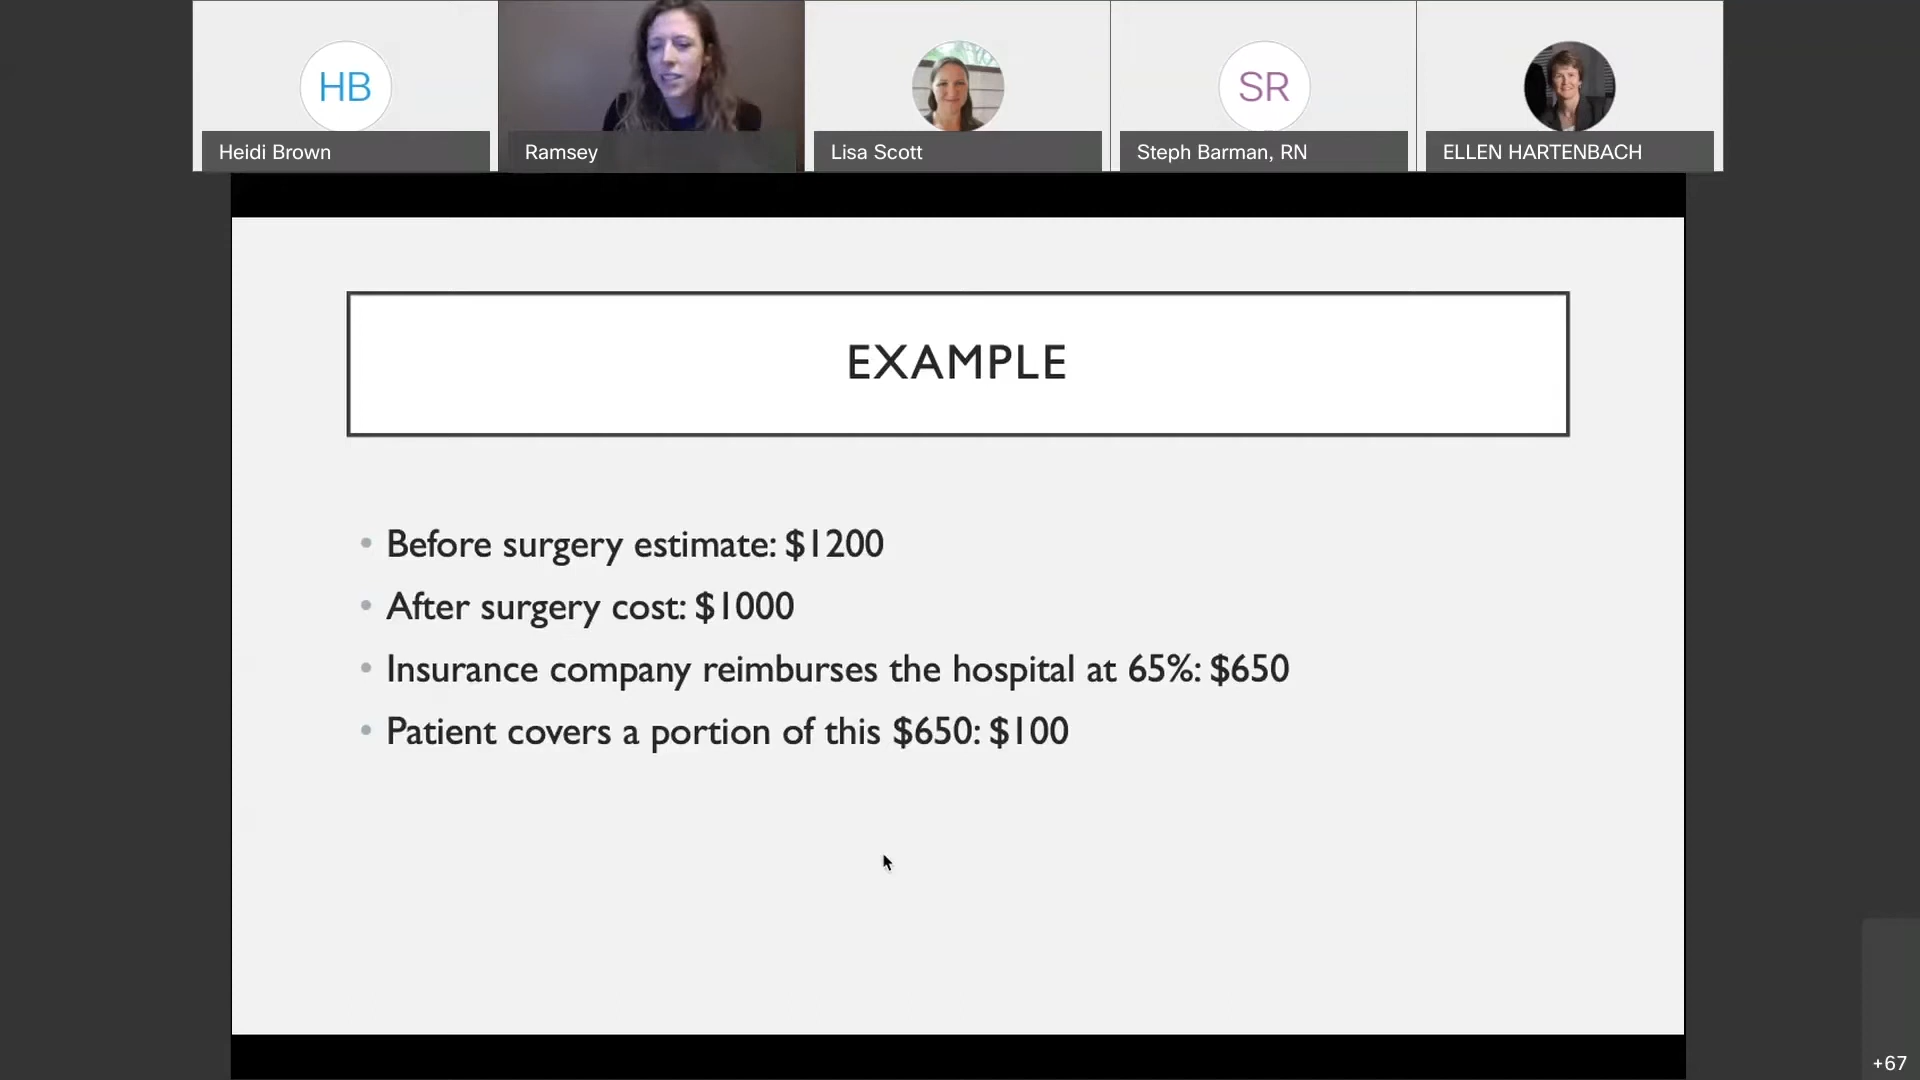 HB
SR
Heidi Brown
Ramsey
Lisa Scott
Steph Barman, RN
ELLEN HARTENBACH
EXAMPLE
• Before surgery estimate: $1200
• After surgery cost: $1000
• Insurance company reimburses the hospital at 65%: $650
• Patient covers a portion of this $650: $100
+67